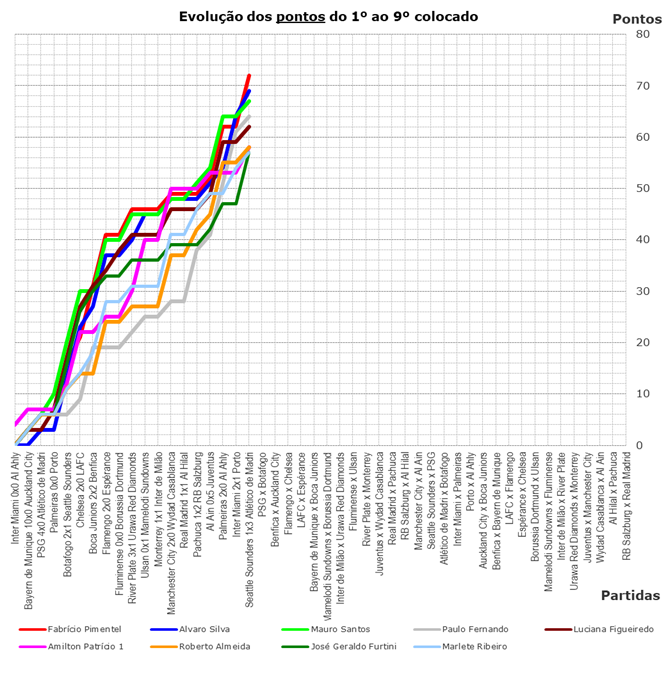 Evolução dos pontos do 1º ao 9º colocado
Pontos
80
70
60
50
40
30
20
10
0
Inter Miami 0x0 Al Ahly
Bayern de Munique 10x0 Auckland City
PSG 4x0 Atlético de Madri
Palmeiras 0x0 Porto
Botafogo 2x1 Seattle Sounders
Chelsea 2x0 LAFC
Boca Juniors 2x2 Benfica
Flamengo 2x0 Espérance
Fluminense 0x0 Borussia Dortmund
River Plate 3x1 Urawa Red Diamonds
Ulsan 0x1 Mamelodi Sundowns
Monterrey 1x1 Inter de Milão
Manchester City 2x0 Wydad Casablanca
Real Madrid 1x1 Al Hilal
Pachuca 1x2 RB Salzburg
Al Ain 0x5 Juventus
Palmeiras 2x0 Al Ahly
Inter Miami 2x1 Porto
Seattle Sounders 1x3 Atlético de Madri
PSG x Botafogo
Benfica x Auckland City
Flamengo x Chelsea
LAFC x Espérance
Bayern de Munique x Boca Juniors
Mamelodi Sundowns x Borussia Dortmund
Inter de Milão x Urawa Red Diamonds
Fluminense x Ulsan
River Plate x Monterrey
Juventus x Wydad Casablanca
Real Madrid x Pachuca
RB Salzburg x Al Hilal
Manchester City x Al Ain
Seattle Sounders x PSG
Atlético de Madri x Botafogo
Inter Miami x Palmeiras
Porto x Al Ahly
Auckland City x Boca Juniors
Benfica x Bayern de Munique
LAFC x Flamengo
Espérance x Chelsea
Borussia Dortmund x Ulsan
Mamelodi Sundowns x Fluminense
Inter de Milão x River Plate
Urawa Red Diamonds x Monterrey
Juventus x Manchester City
Wydad Casablanca x Al Ain
Al Hilal x Pachuca
RB Salzburg x Real Madrid
Partidas
Fabrício Pimentel
Alvaro Silva
Mauro Santos
Paulo Fernando
Luciana Figueiredo
Amilton Patrício 1
Roberto Almeida
José Geraldo Furtini
Marlete Ribeiro